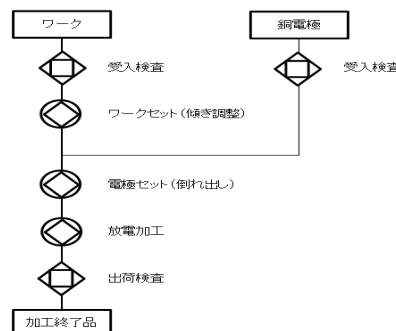 ワーク
銅電極
受入検査
受入検査
ワークセット(傾き調整)
電極セット(倒れ出し)
放電加工
出荷検査
加工終了品